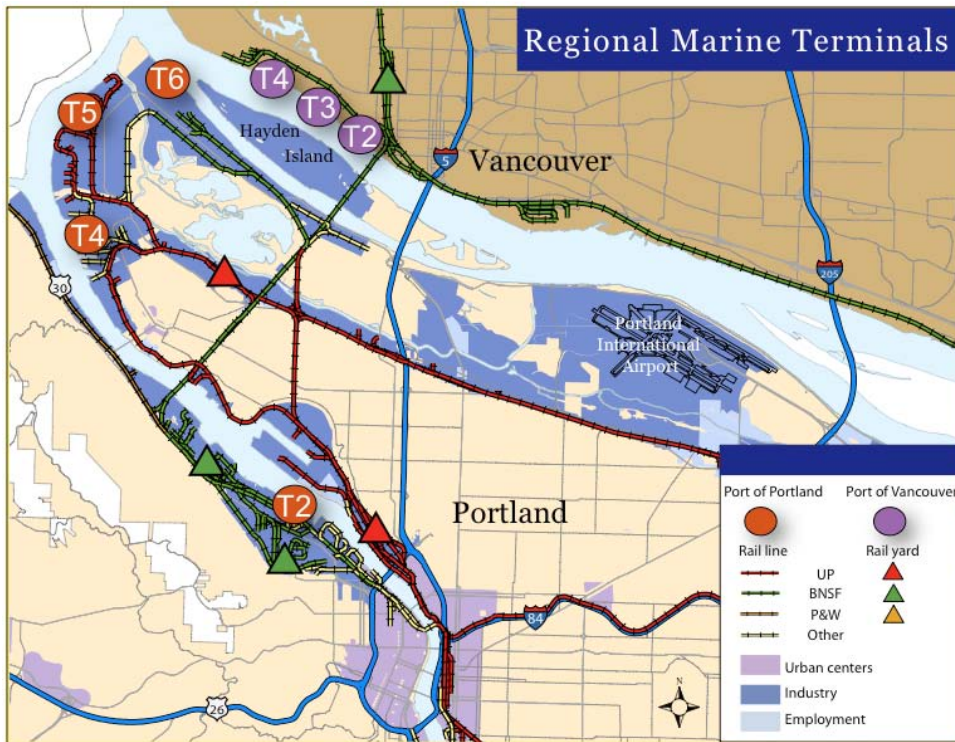 Regional Marine Terminals
T6
T4
T5
T3
T2
Hayden
Island
5
Vancouver
T4
205
30
Portland
International
Airport
T2
Portland
Port of Portland
Port of Vancouver
Rail line
Rail yard
UP
BNSF
P&W
Other
84
Urban centers
26
N
Industry
Employment